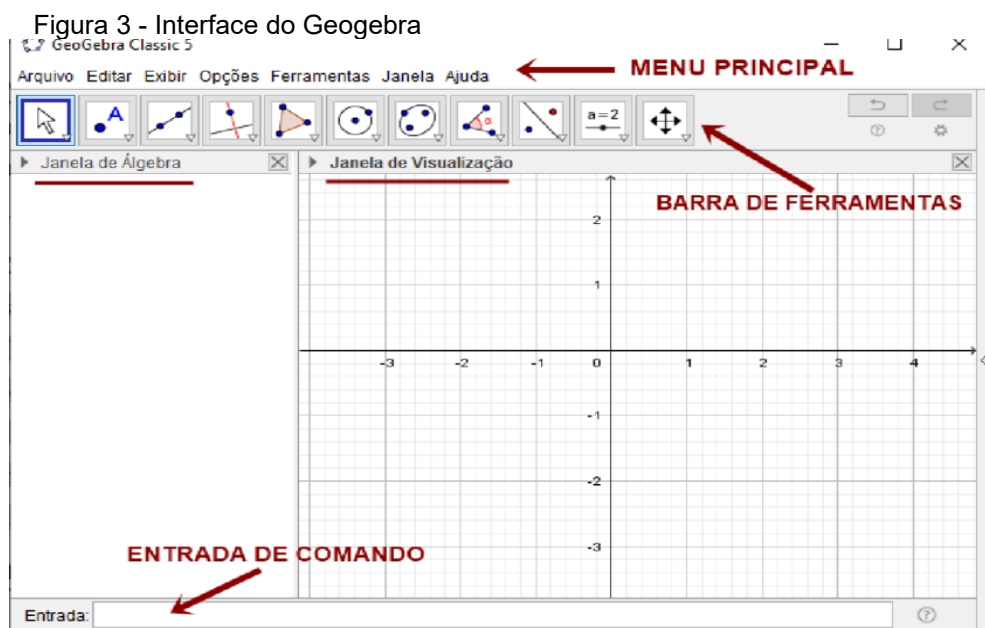 Figura 3 - Interface do Geogebra
GeoGebra Classic 5
Arquivo Editar Exibir Opções Ferramentas Janela Ajuda
MENU PRINCIPAL
A
α
a=2
Janela de Álgebra
Janela de Visualização
BARRA DE FERRAMENTAS
2
1
-3 -2 -1 0 1 2 3 4
-1
-2
-3
ENTRADA DE COMANDO
Entrada: